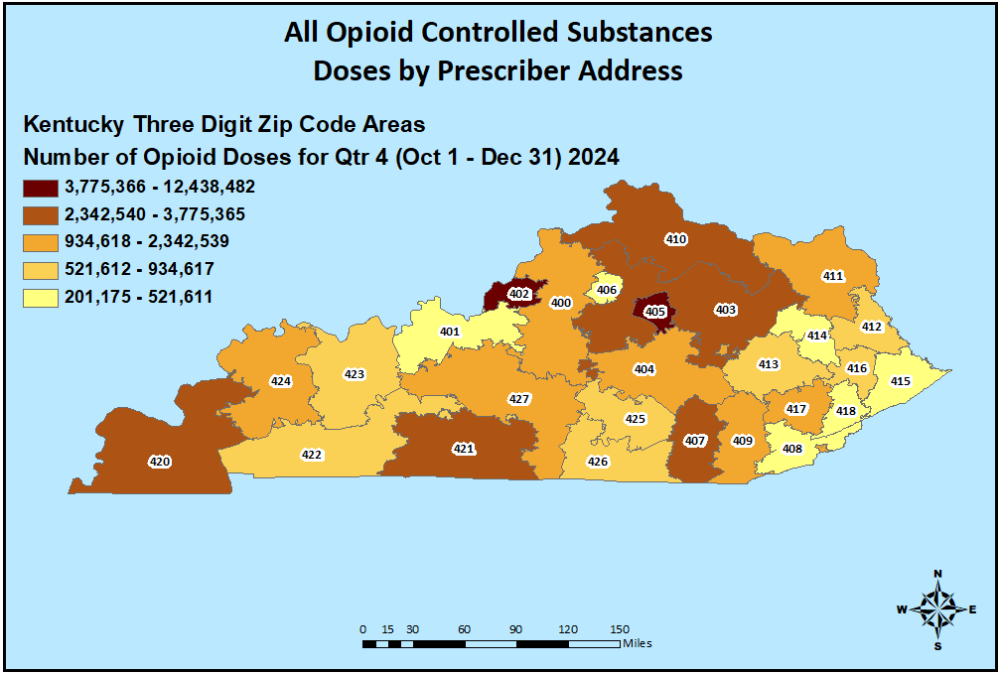 All Opioid Controlled Substances
Doses by Prescriber Address
Kentucky Three Digit Zip Code Areas
Number of Opioid Doses for Qtr 4 (Oct 1 - Dec 31) 2024
3,775,366 - 12,438,482
2,342,540 - 3,775,365
934,618 - 2,342,539
521,612 - 934,617
201,175 - 521,611
410
411
402
406
400
405
403
401
412
414
404
413
416
423
424
415
427
417
418
425
407
409
421
408
422
420
426
N
W E
S
0 15 30 60 90 120 150
Miles